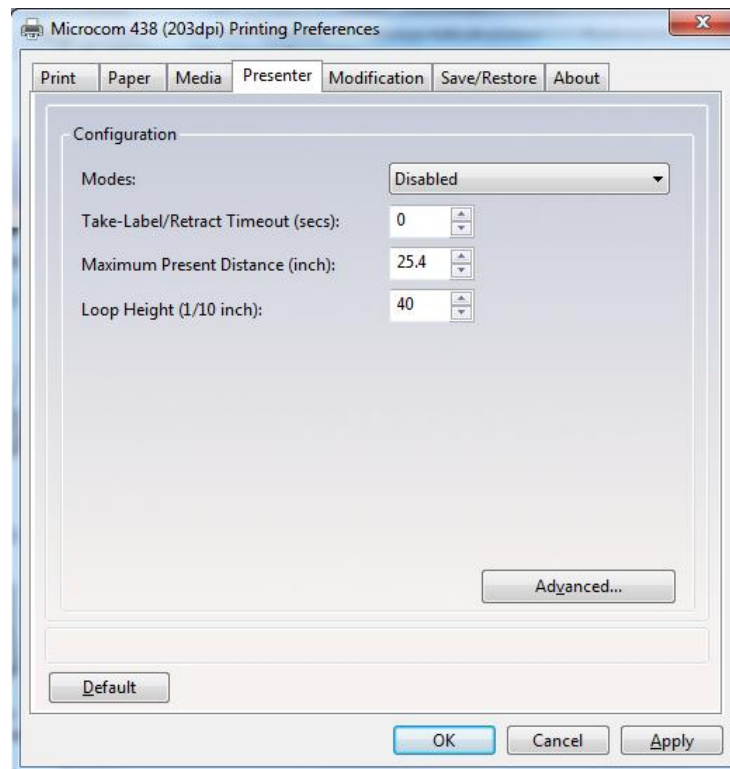 Microcom 438 (203dpi) Printing Preferences
Print Paper Media Presenter Modification Save/Restore About
Configuration
Modes: Disabled
Take-Label/Retract Timeout (secs): 0
Maximum Present Distance (inch): 25.4
Loop Height (1/10 inch): 40
Advanced...
Default
OK Cancel Apply